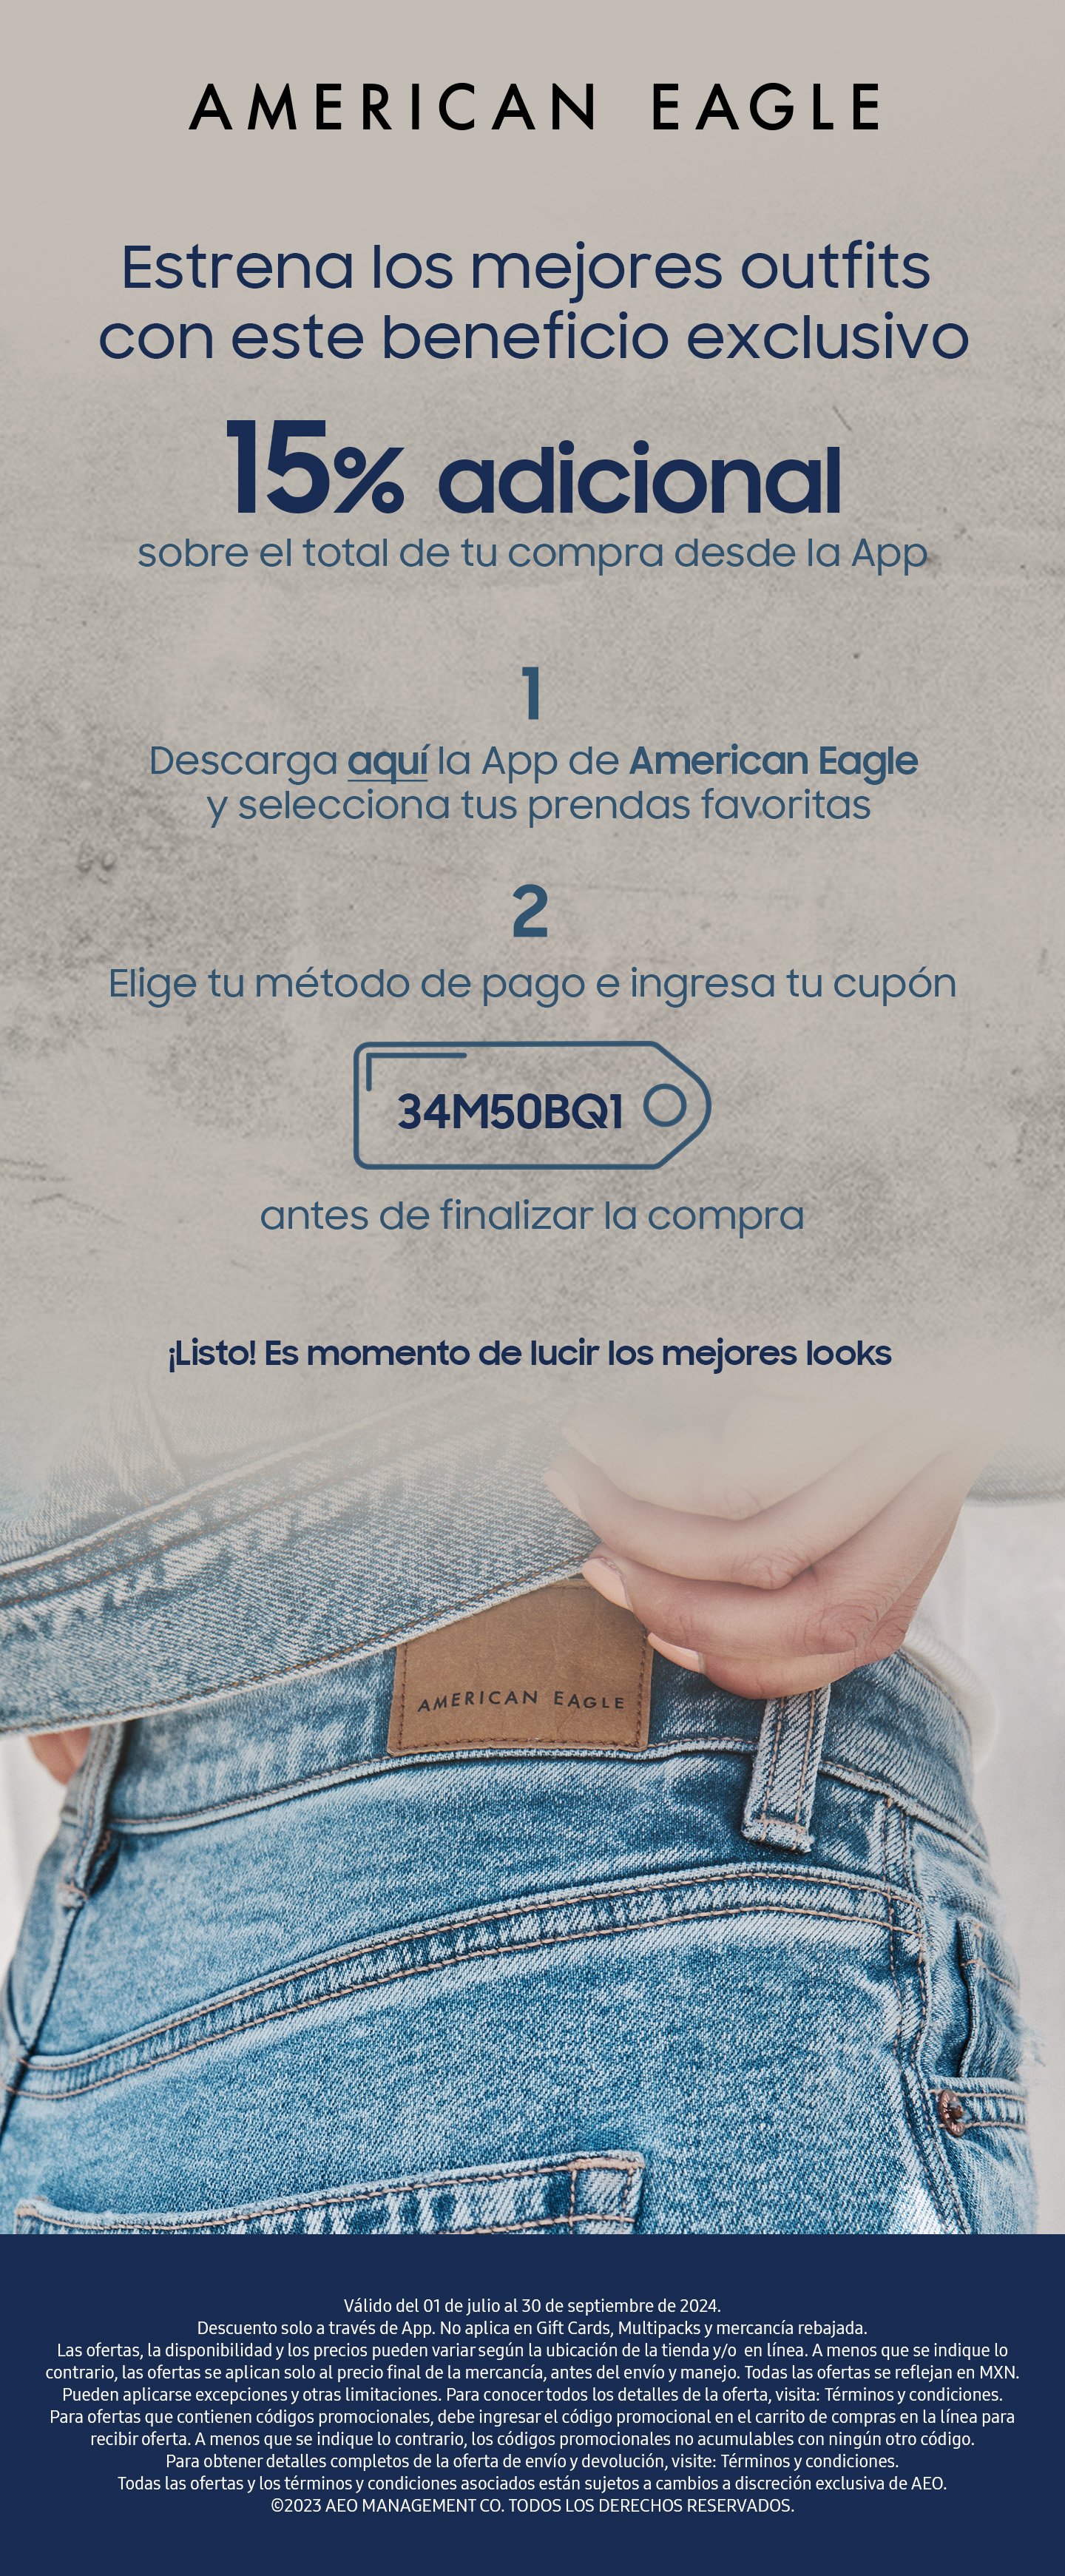 AMERICAN EAGLE
Estrena los mejores outfits
con este beneficio exclusivo
15% adicional
sobre el total de tu compra desde la App
1
Descarga aquí la App de American Eagle
y selecciona tus prendas favoritas
2
Elige tu método de pago e ingresa tu cupón
34M50BQ1
antes de finalizar la compra
¡Listo! Es momento de lucir los mejores looks
AMERICAN EAGLE
Válido del 01 de julio al 30 de septiembre de 2024.
Descuento solo a través de App. No aplica en Gift Cards, Multipacks y mercancía rebajada.
Las ofertas, la disponibilidad y los precios pueden variar según la ubicación de la tienda y/o en línea. A menos que se indique lo
contrario, las ofertas se aplican solo al precio final de la mercancía, antes del envío y manejo. Todas las ofertas se reflejan en MXN.
Pueden aplicarse excepciones y otras limitaciones. Para conocer todos los detalles de la oferta, visita: Términos y condiciones.
Para ofertas que contienen códigos promocionales, debe ingresar el código promocional en el carrito de compras en la línea para
recibir oferta. A menos que se indique lo contrario, los códigos promocionales no acumulables con ningún otro código.
Para obtener detalles completos de la oferta de envío y devolución, visite: Términos y condiciones.
Todas las ofertas y los términos y condiciones asociados están sujetos a cambios a discreción exclusiva de AEO.
©2023 AEO MANAGEMENT CO. TODOS LOS DERECHOS RESERVADOS.